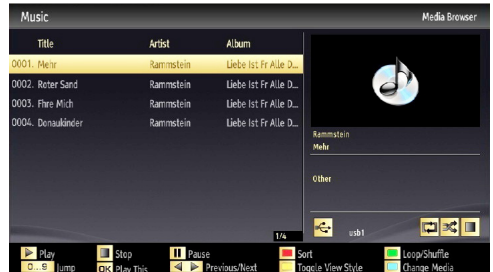 Music
Media Browser
Title Artist Album
0001. Mehr Rammstein Liebe Ist Fr Alle D...
0002. Roter Sand Rammstein Liebe Ist Fr Alle D...
0003. Fhre Mich Rammstein Liebe Ist Fr Alle D...
0004. Donaukinder Rammstein Liebe Ist Fr Alle D...
Rammstein
Mehr
Other
1/4
usb1
Play Stop Pause Sort Loop/Shuffle
0...9 Jump OK Play This Previous/Next Toggle View Style Change Media